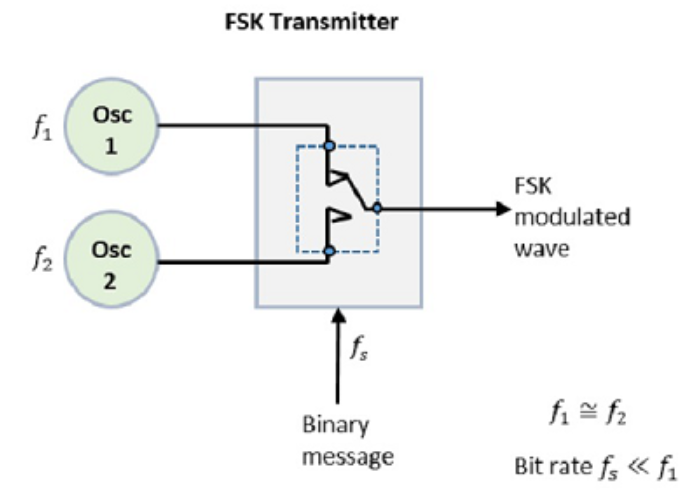 FSK Transmitter
f₁
Osc
1
f₂
Osc
2
FSK
modulated
wave
fₛ
Binary
message
f₁ ≅ f₂
Bit rate fₛ ≪ f₁